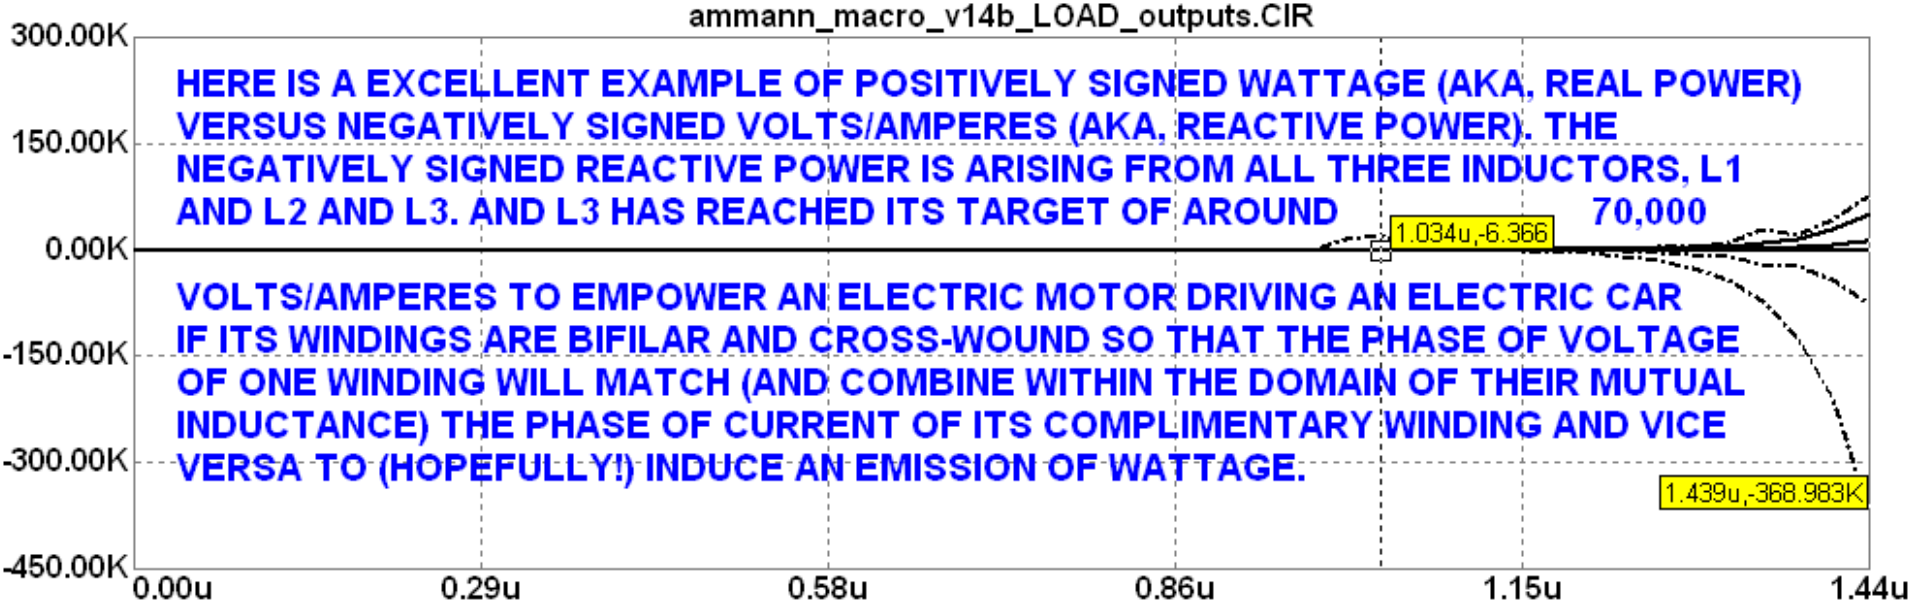 ammann_macro_v14b_LOAD_outputs.CIR
300.00K
HERE IS A EXCELLENT EXAMPLE OF POSITIVELY SIGNED WATTAGE (AKA, REAL POWER)
VERSUS NEGATIVELY SIGNED VOLTS/AMPERES (AKA, REACTIVE POWER). THE
150.00K
NEGATIVELY SIGNED REACTIVE POWER IS ARISING FROM ALL THREE INDUCTORS, L1
AND L2 AND L3. AND L3 HAS REACHED ITS TARGET OF AROUND 70,000
1.034u,-6.366
0.00K
VOLTS/AMPERES TO EMPOWER AN ELECTRIC MOTOR DRIVING AN ELECTRIC CAR
IF ITS WINDINGS ARE BIFILAR AND CROSS-WOUND SO THAT THE PHASE OF VOLTAGE
-150.00K
OF ONE WINDING WILL MATCH (AND COMBINE WITHIN THE DOMAIN OF THEIR MUTUAL
INDUCTANCE) THE PHASE OF CURRENT OF ITS COMPLIMENTARY WINDING AND VICE
-300.00K
VERSA TO (HOPEFULLY!) INDUCE AN EMISSION OF WATTAGE.
1.439u,-368.983K
-450.00K
0.00u 0.29u 0.58u 0.86u 1.15u 1.44u